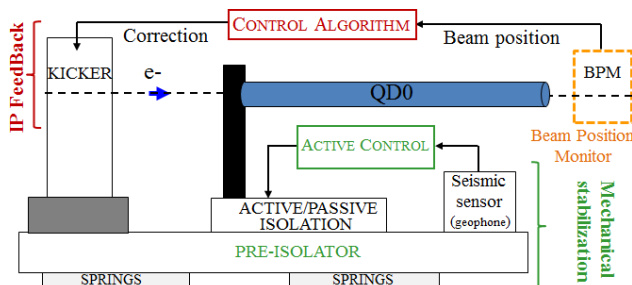 CONTROL ALGORITHM
Correction
Beam position
IP FeedBack
KICKER
BPM
e-
QD0
Beam Position
Monitor
ACTIVE CONTROL
Seismic
sensor
(geophone)
ACTIVE/PASSIVE
ISOLATION
PRE-ISOLATOR
SPRINGS
SPRINGS
Mechanical
stabilization